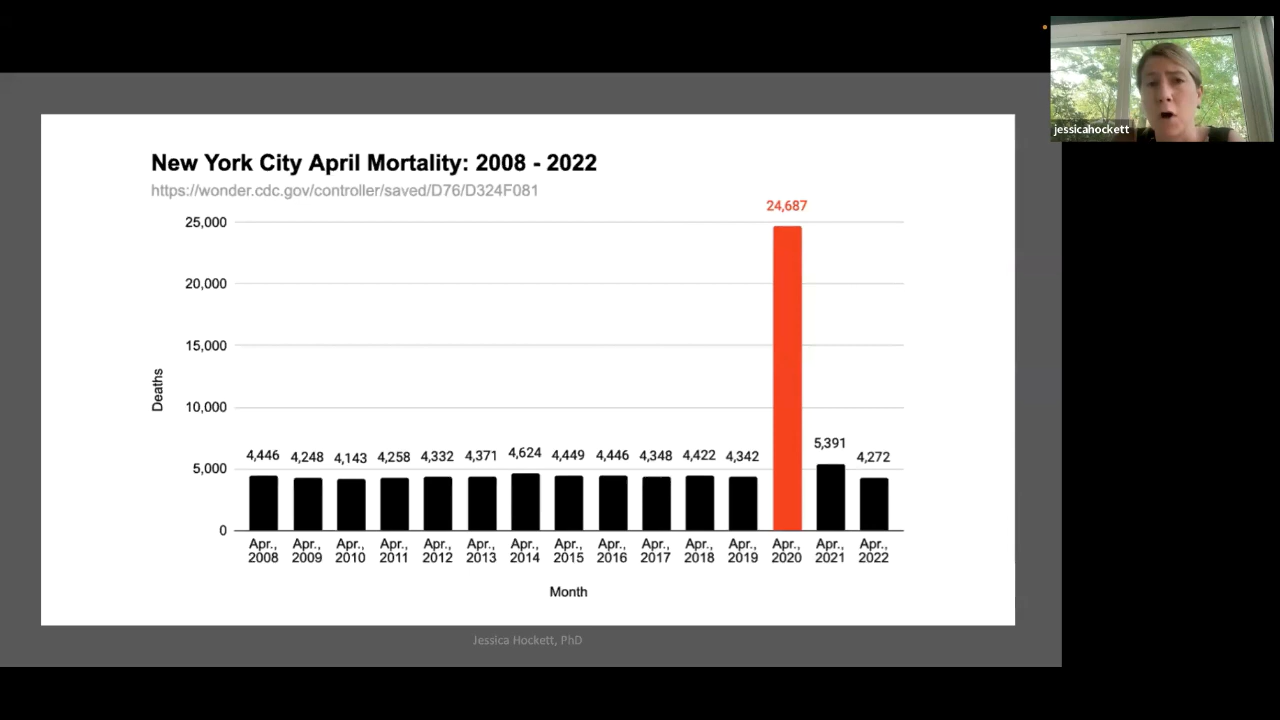 jessicahockett
New York City April Mortality: 2008 - 2022
https://wonder.cdc.gov/controller/saved/D76/D324F081
24,687
25,000
20,000
15,000
10,000
5,000
0
Deaths
4,446 4,248 4,143 4,258 4,332 4,371 4,624 4,449 4,446 4,348 4,422 4,342 5,391 4,272
Apr., Apr., Apr., Apr., Apr., Apr., Apr., Apr., Apr., Apr., Apr., Apr., Apr., Apr., Apr.,
2008 2009 2010 2011 2012 2013 2014 2015 2016 2017 2018 2019 2020 2021 2022
Month
Jessica Hockett, PhD